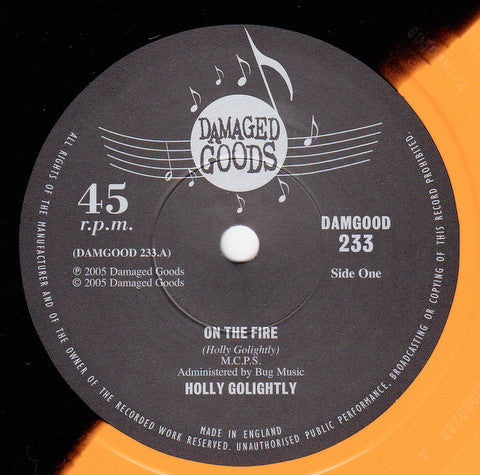 DAMAGED
GOODS
45
r.p.m.
(DAMGOOD 233.A)
℗ 2005 Damaged Goods
© 2005 Damaged Goods
DAMGOOD
233
Side One
ON THE FIRE
(Holly Golightly)
M.C.P.S.
Administered by Bug Music
HOLLY GOLIGHTLY
MADE IN ENGLAND
ALL RIGHTS OF THE MANUFACTURER AND OF THE OWNER OF THE RECORDED WORK RESERVED. UNAUTHORISED PUBLIC PERFORMANCE, BROADCASTING OR COPYING OF THIS RECORD PROHIBITED.